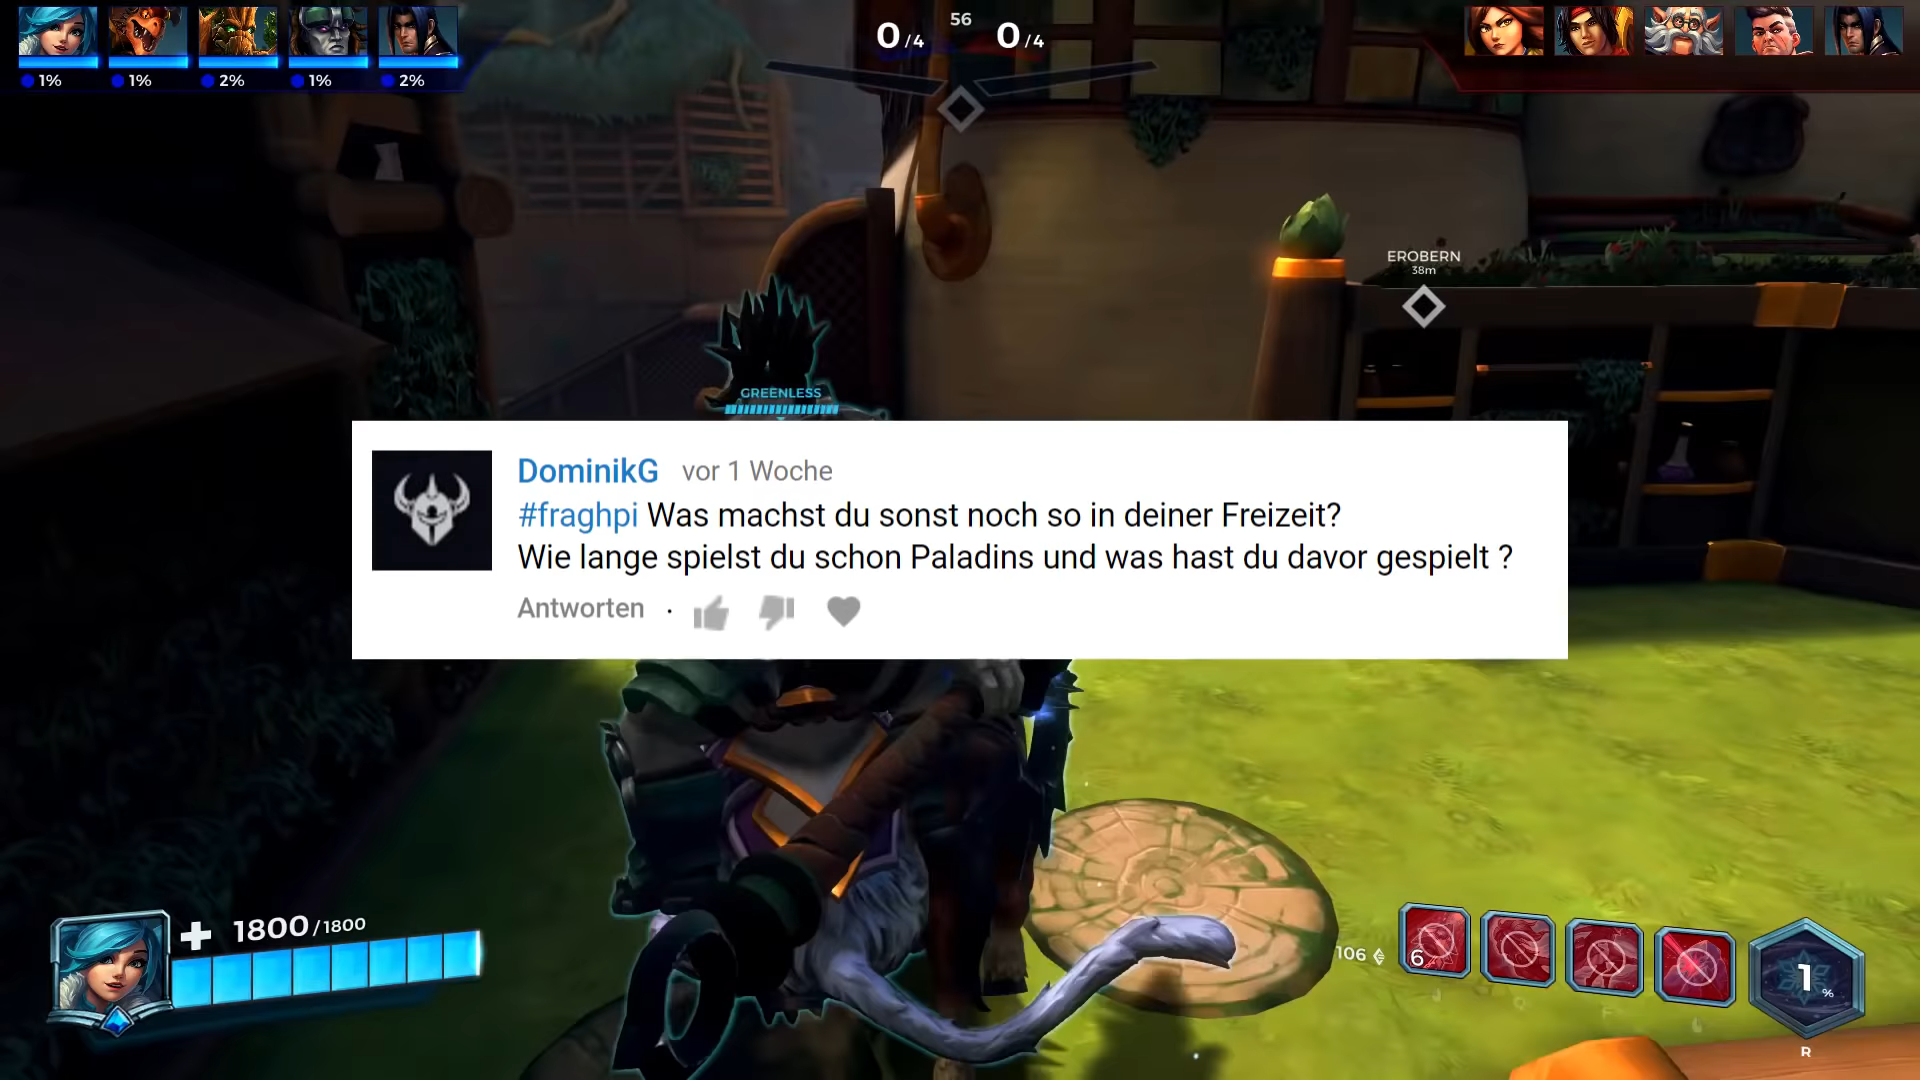 1%
1%
2%
1%
2%
0/4
56
0/4
EROBERN
38m
GREENLESS
DominikG vor 1 Woche
#fraghpi Was machst du sonst noch so in deiner Freizeit?
Wie lange spielst du schon Paladins und was hast du davor gespielt ?
Antworten ·
1800/1800
106
6
1%
R